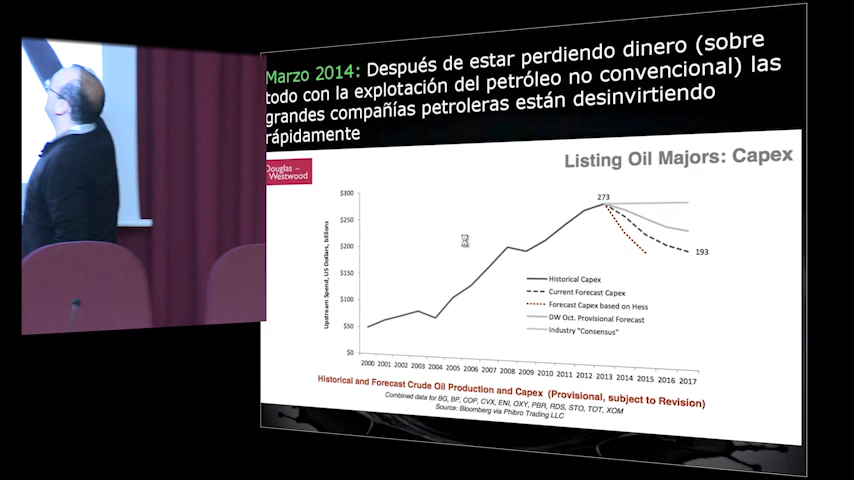 Marzo 2014: Después de estar perdiendo dinero (sobre
todo con la explotación del petróleo no convencional) las
grandes compañías petroleras están desinvirtiendo
rápidamente
Douglas –
Westwood
Listing Oil Majors: Capex
Upstream Spend, US Dollars, billions
$300
$250
$200
$150
$100
$50
$0
273
193
Historical Capex
Current Forecast Capex
Forecast Capex based on Hess
DW Oct. Provisional Forecast
Industry "Consensus"
2000 2001 2002 2003 2004 2005 2006 2007 2008 2009 2010 2011 2012 2013 2014 2015 2016 2017
Historical and Forecast Crude Oil Production and Capex (Provisional, subject to Revision)
Combined data for BG, BP, COP, CVX, ENI, OXY, PBR, RDS, STO, TOT, XOM
Source: Bloomberg via Phibro Trading LLC